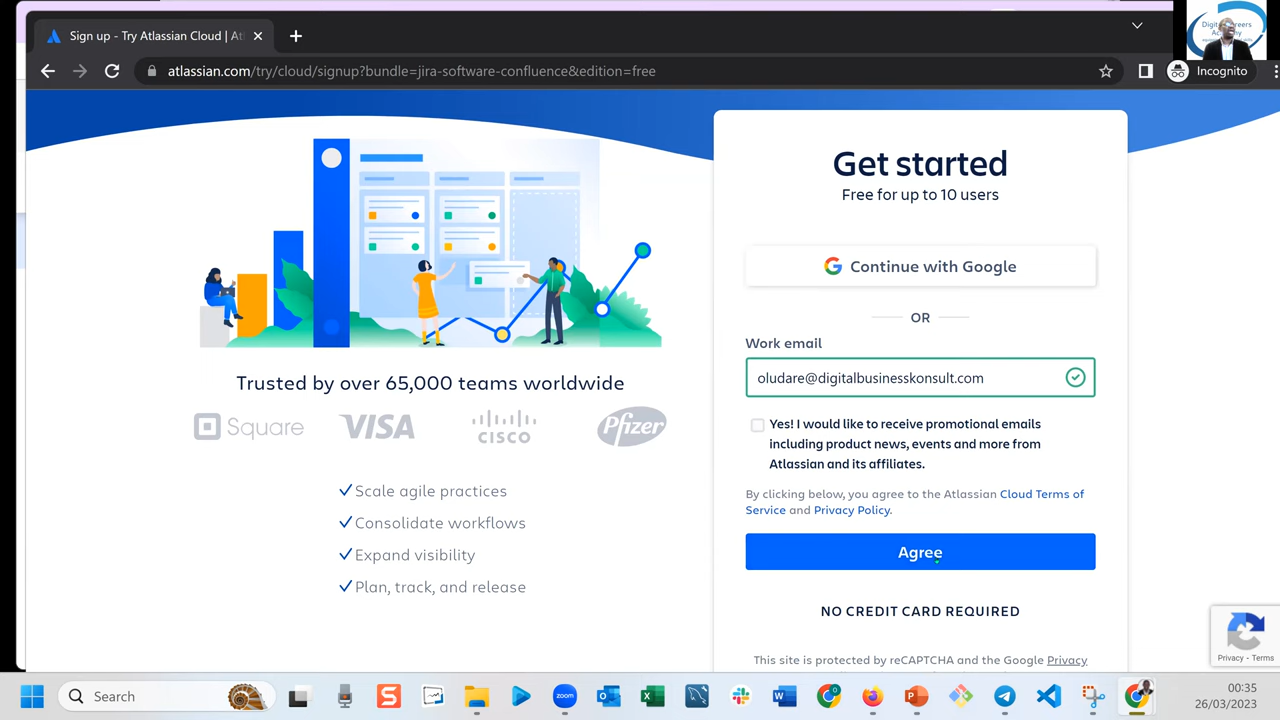 Sign up - Try Atlassian Cloud | At
atlassian.com/try/cloud/signup?bundle=jira-software-confluence&edition=free
Incognito
Get started
Free for up to 10 users
Continue with Google
OR
Work email
oludare@digitalbusinesskonsult.com
Yes! I would like to receive promotional emails
including product news, events and more from
Atlassian and its affiliates.
By clicking below, you agree to the Atlassian Cloud Terms of
Service and Privacy Policy.
Agree
NO CREDIT CARD REQUIRED
This site is protected by reCAPTCHA and the Google Privacy
Trusted by over 65,000 teams worldwide
Square
VISA
CISCO
Pfizer
Scale agile practices
Consolidate workflows
Expand visibility
Plan, track, and release
Privacy - Terms
Search
zoom
00:35
26/03/2023